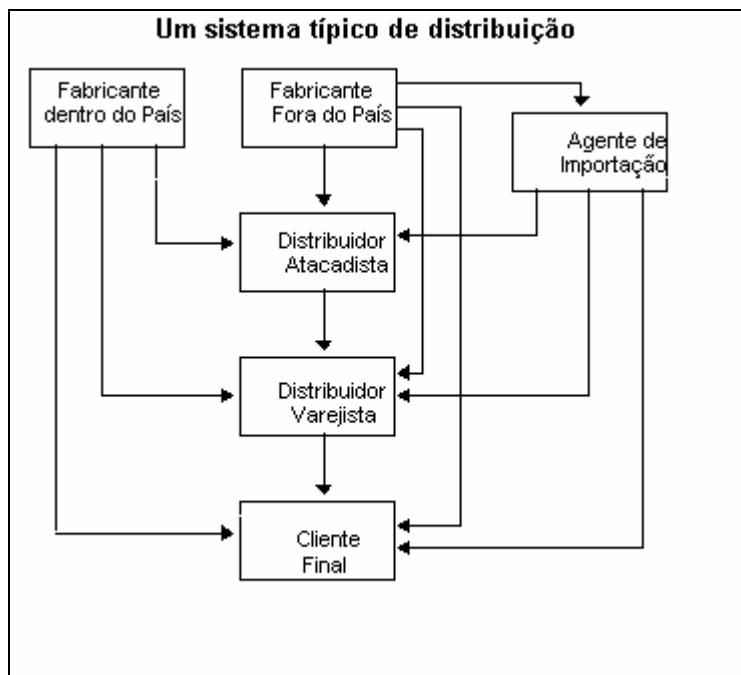 Um sistema típico de distribuição
Fabricante
dentro do País
Fabricante
Fora do País
Agente de
Importação
Distribuidor
Atacadista
Distribuidor
Varejista
Cliente
Final